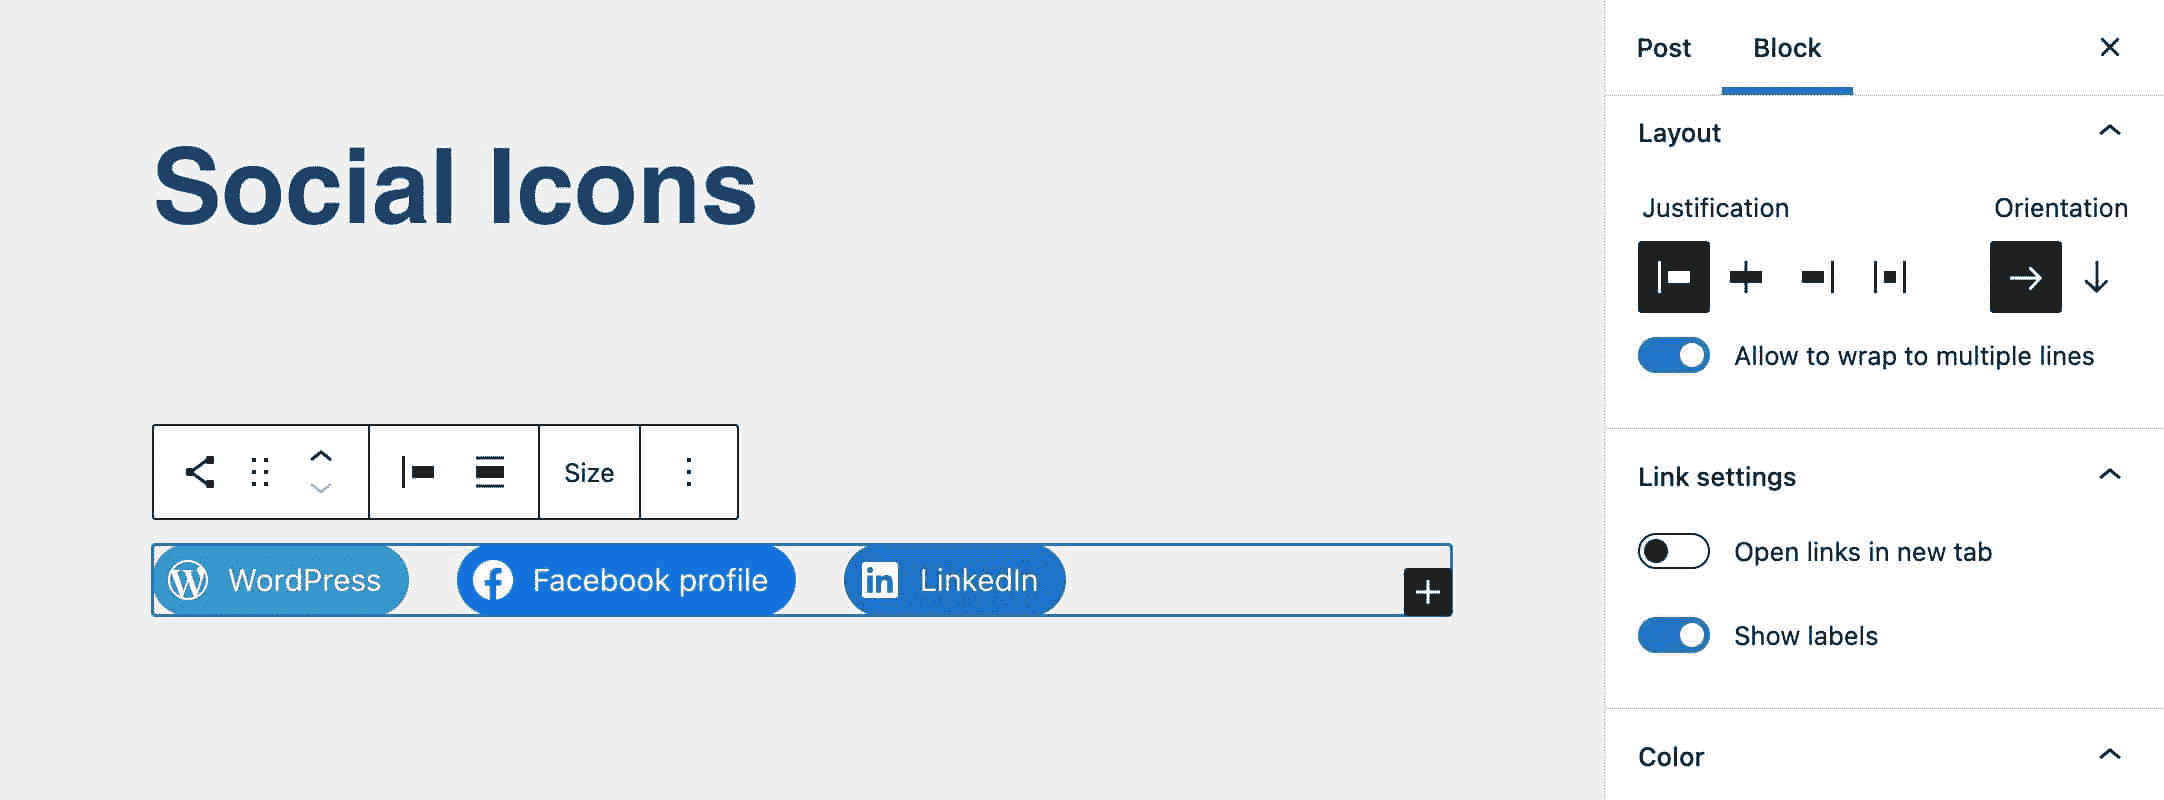 Social Icons
Size
WordPress
Facebook profile
LinkedIn
Post Block
Layout
Justification Orientation
Allow to wrap to multiple lines
Link settings
Open links in new tab
Show labels
Color